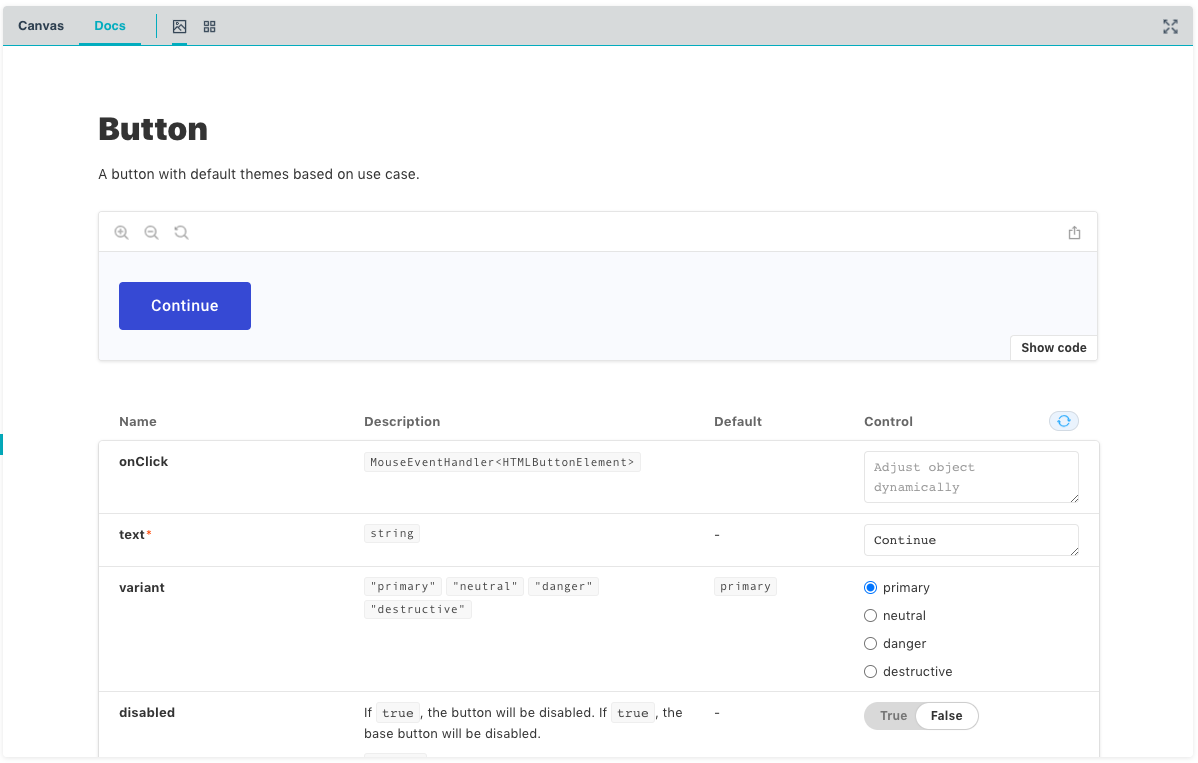 Canvas Docs
Button
A button with default themes based on use case.
Continue
Show code
Name Description Default Control
onClick MouseEventHandler<HTMLButtonElement> Adjust object
dynamically
text* string - Continue
variant "primary" "neutral" "danger" primary primary
"destructive" neutral
danger
destructive
disabled If true, the button will be disabled. If true, the - True False
base button will be disabled.